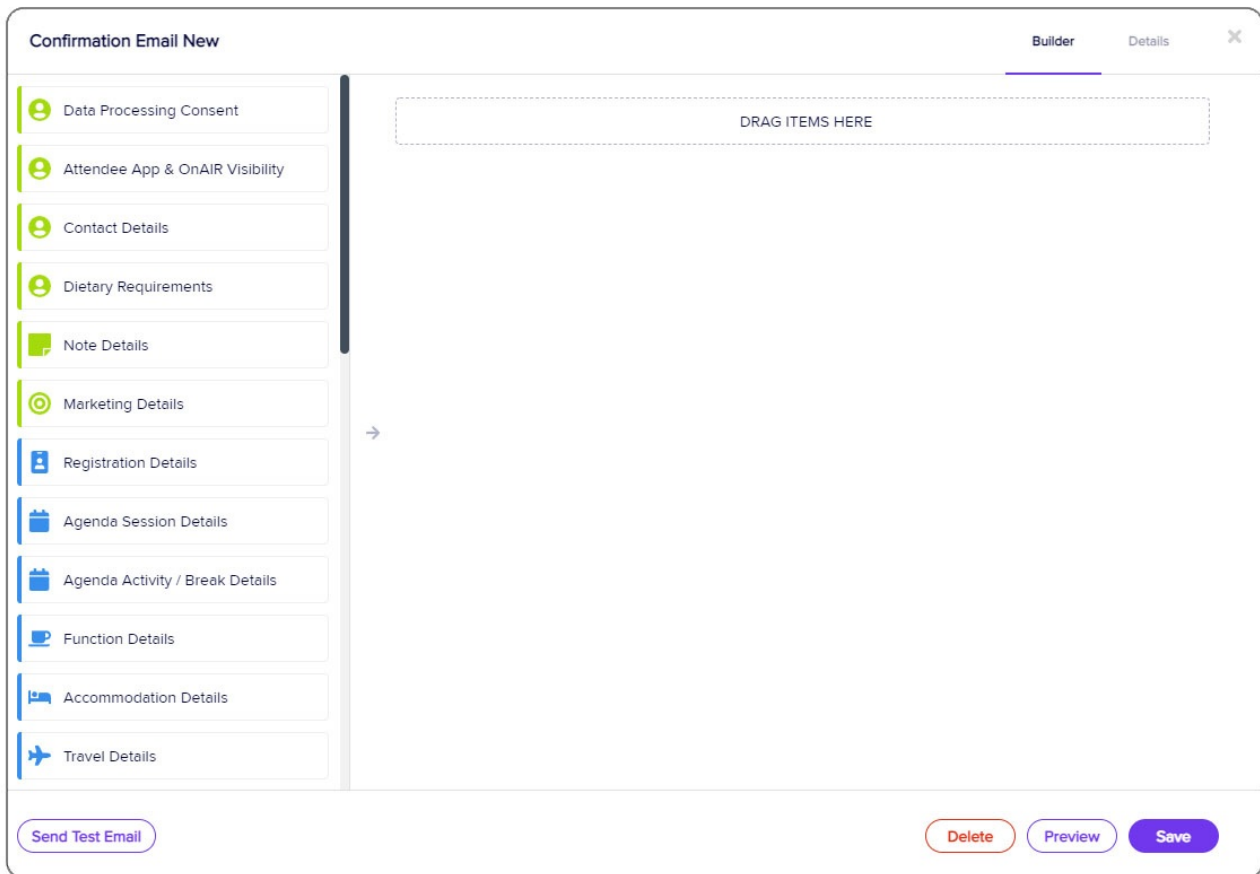 Confirmation Email New
Builder
Details
Data Processing Consent
DRAG ITEMS HERE
Attendee App & OnAIR Visibility
Contact Details
Dietary Requirements
Note Details
Marketing Details
Registration Details
Agenda Session Details
Agenda Activity / Break Details
Function Details
Accommodation Details
Travel Details
Send Test Email
Delete
Preview
Save